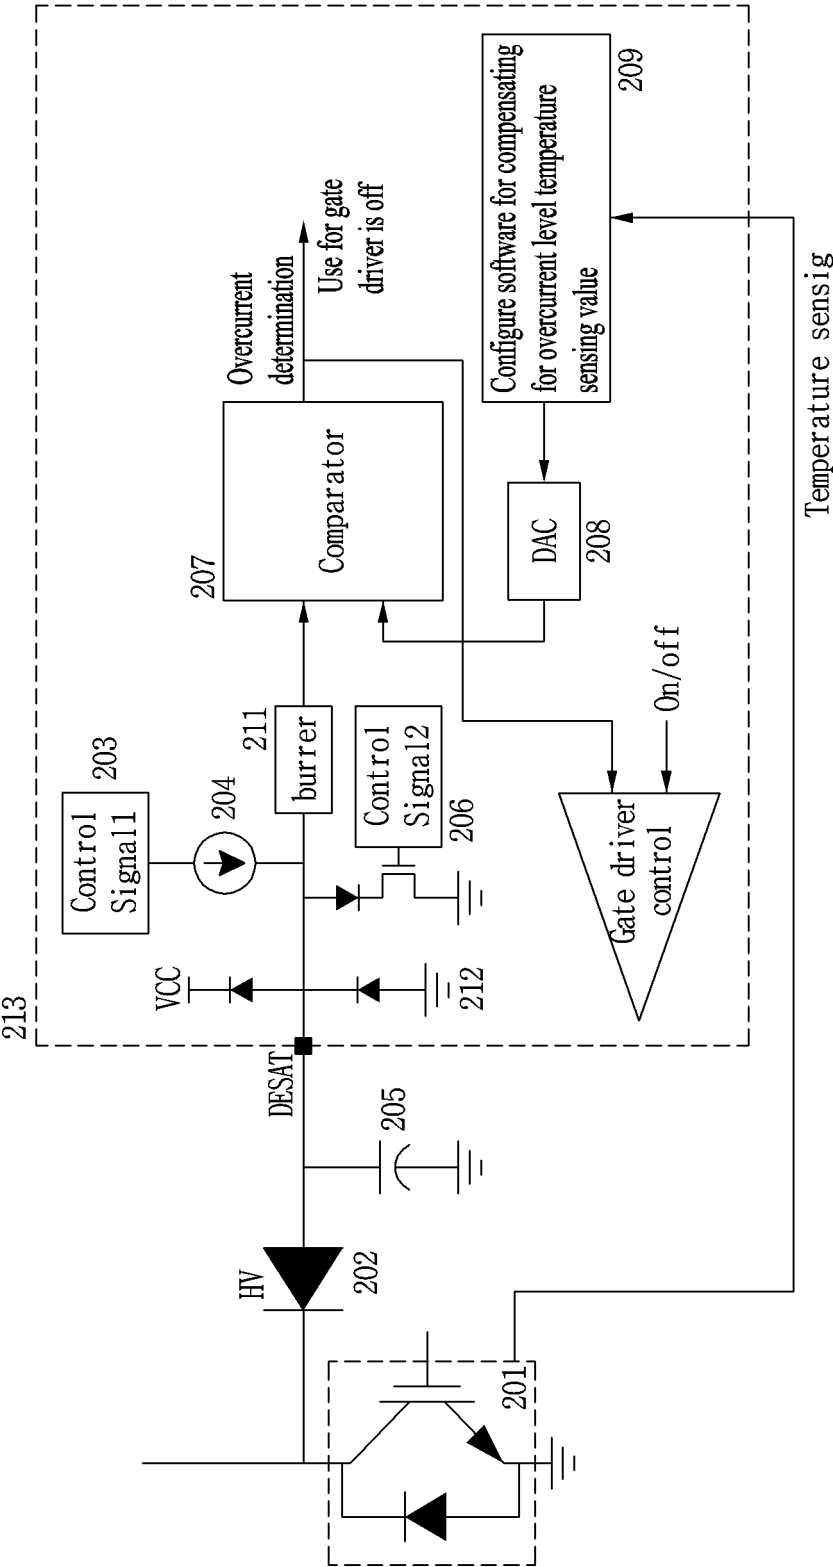 213
Control
Signal1
203
204
VCC
DESAT
211
burrer
207
Comparator
Overcurrent
determination
Use for gate
driver is off
Control
Signal2
206
212
HV
202
205
DAC
208
Configure software for compensating
for overcurrent level temperature
sensing value
209
Gate driver
control
On/off
201
Temperature sensig